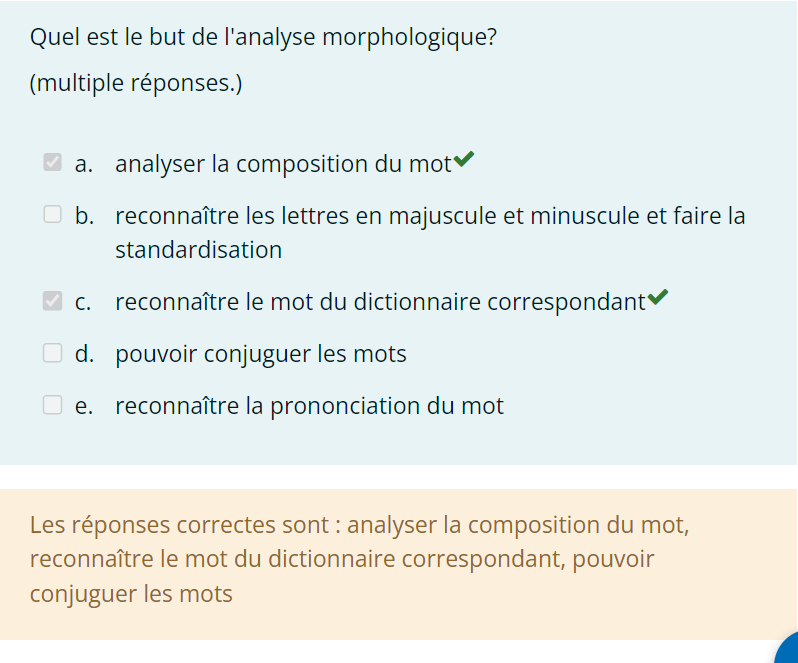 Quel est le but de l'analyse morphologique?
(multiple réponses.)
a. analyser la composition du mot
b. reconnaître les lettres en majuscule et minuscule et faire la
standardisation
c. reconnaître le mot du dictionnaire correspondant
d. pouvoir conjuguer les mots
e. reconnaître la prononciation du mot
Les réponses correctes sont : analyser la composition du mot,
reconnaître le mot du dictionnaire correspondant, pouvoir
conjuguer les mots